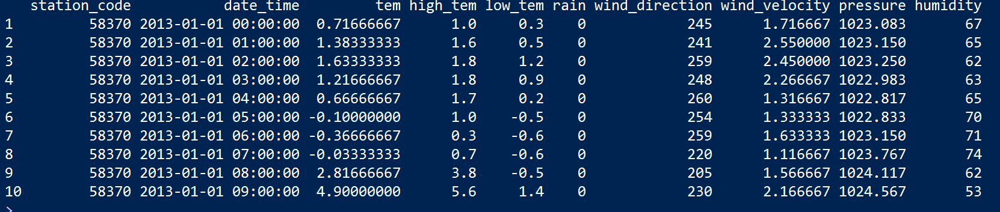 station_code date_time tem high_tem low_tem rain wind_direction wind_velocity pressure humidity
1 58370 2013-01-01 00:00:00 0.71666667 1.0 0.3 0 245 1.716667 1023.083 67
2 58370 2013-01-01 01:00:00 1.38333333 1.6 0.5 0 241 2.550000 1023.150 65
3 58370 2013-01-01 02:00:00 1.63333333 1.8 1.2 0 259 2.450000 1023.250 62
4 58370 2013-01-01 03:00:00 1.21666667 1.8 0.9 0 248 2.266667 1022.983 63
5 58370 2013-01-01 04:00:00 0.66666667 1.7 0.2 0 260 1.316667 1022.817 65
6 58370 2013-01-01 05:00:00 -0.10000000 1.0 -0.5 0 254 1.333333 1022.833 70
7 58370 2013-01-01 06:00:00 -0.36666667 0.3 -0.6 0 259 1.633333 1023.150 71
8 58370 2013-01-01 07:00:00 -0.03333333 0.7 -0.6 0 220 1.116667 1023.767 74
9 58370 2013-01-01 08:00:00 2.81666667 3.8 -0.5 0 205 1.566667 1024.117 62
10 58370 2013-01-01 09:00:00 4.90000000 5.6 1.4 0 230 2.166667 1024.567 53
>